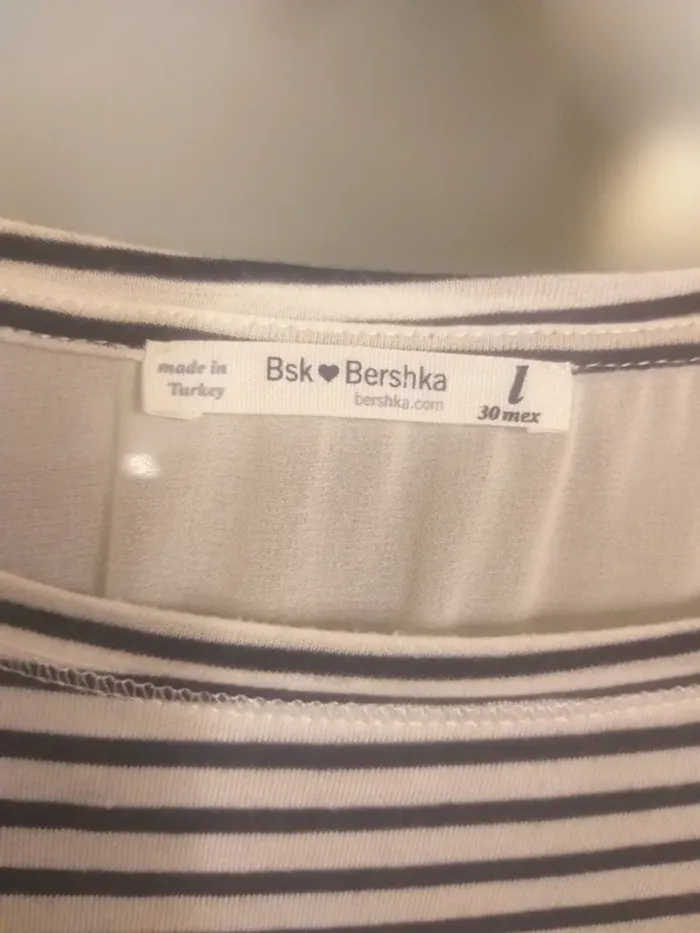 made in
Turkey
Bsk♥Bershka
bershka.com
l
30 mex